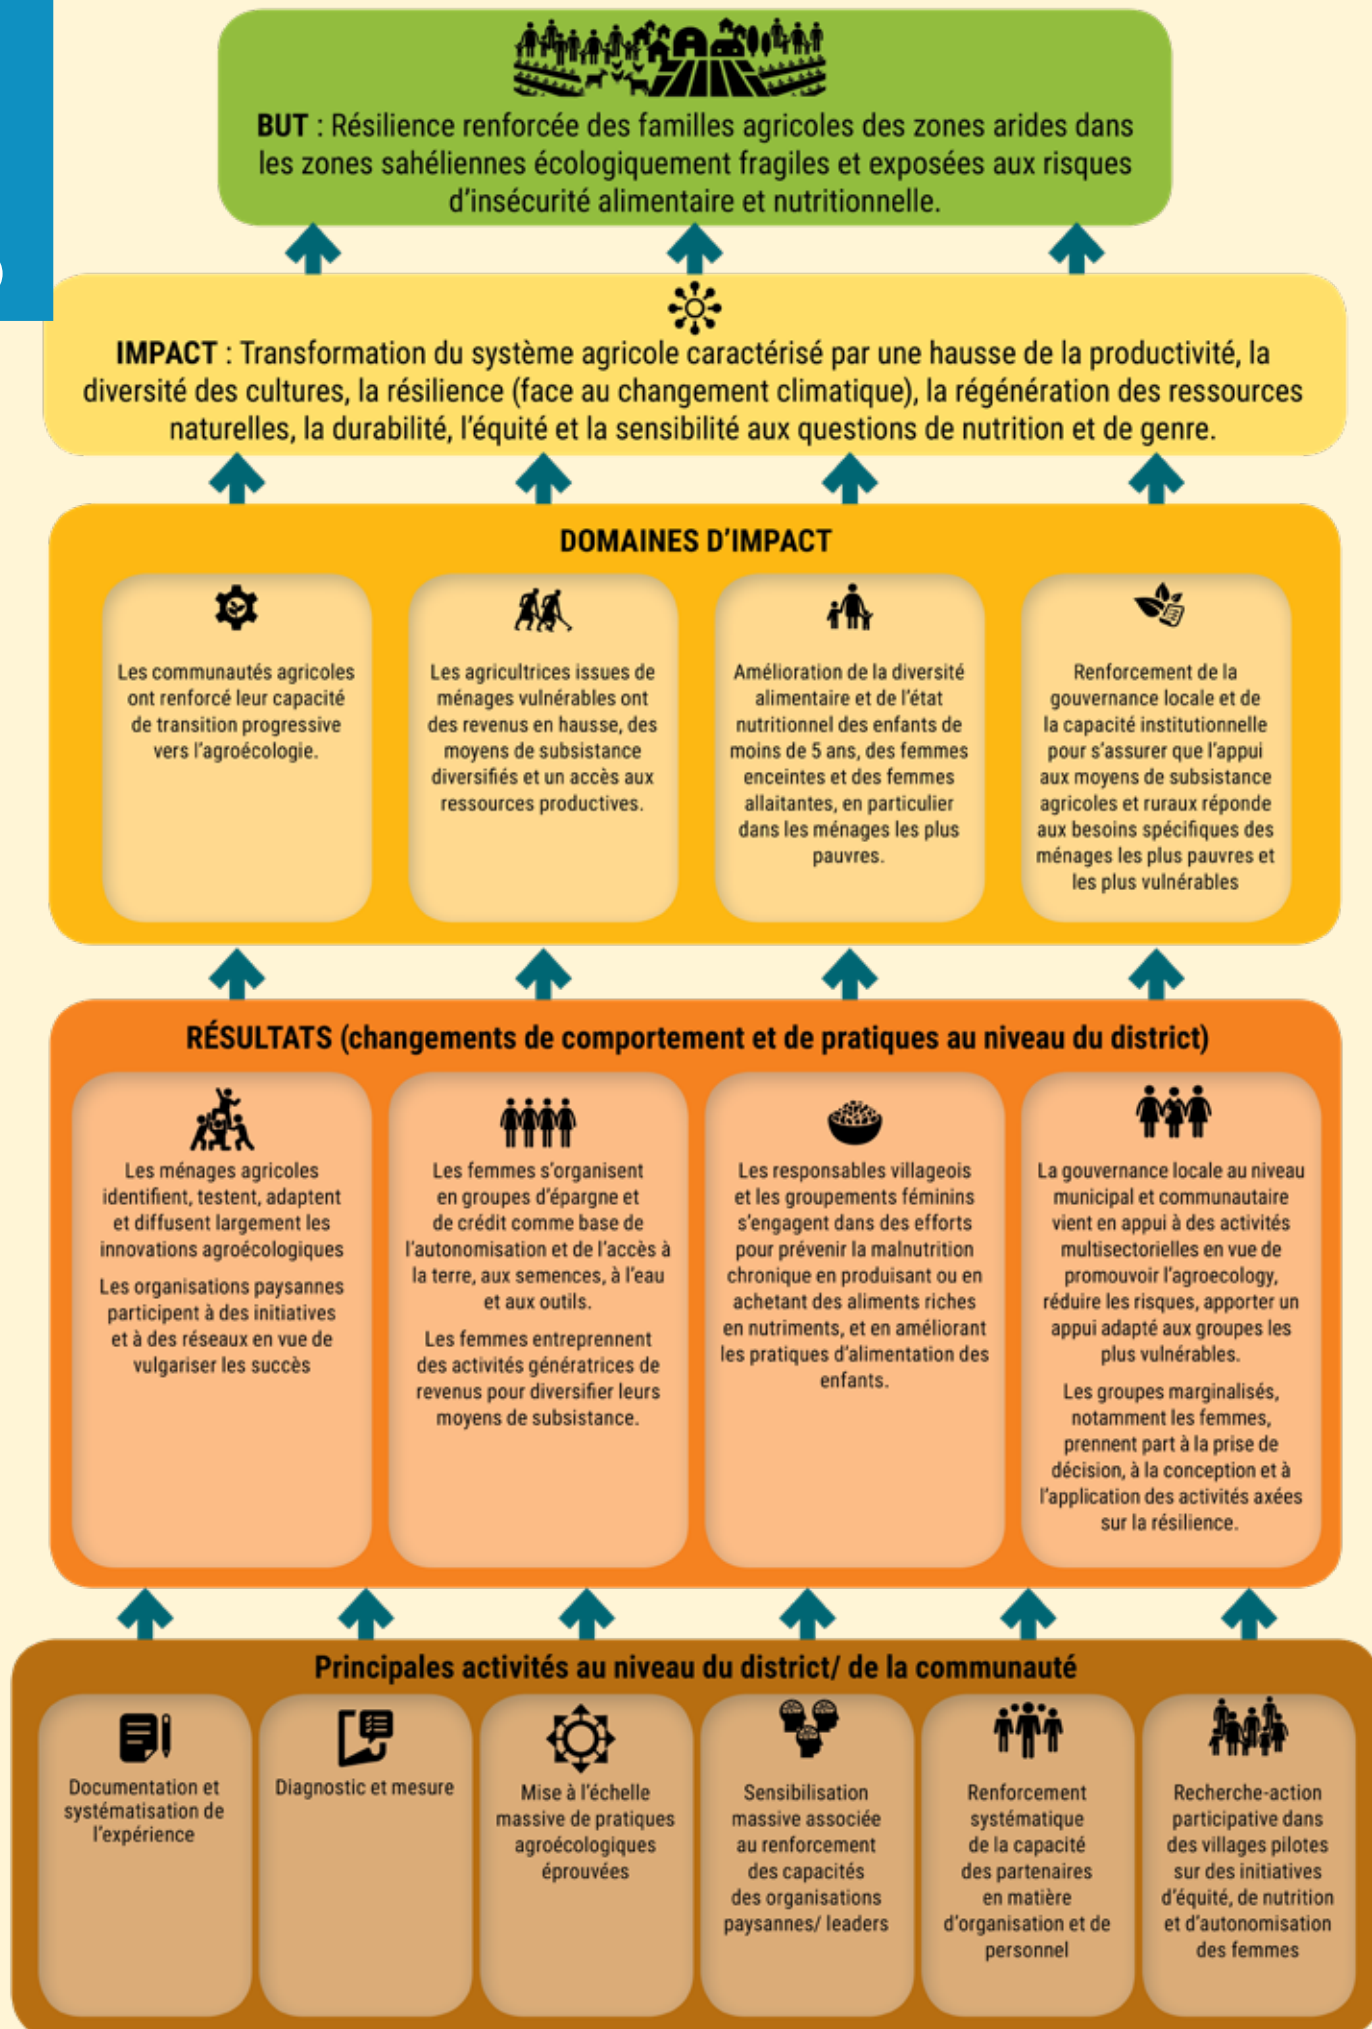 BUT : Résilience renforcée des familles agricoles des zones arides dans
les zones sahéliennes écologiquement fragiles et exposées aux risques
d'insécurité alimentaire et nutritionnelle.
IMPACT : Transformation du système agricole caractérisé par une hausse de la productivité, la
diversité des cultures, la résilience (face au changement climatique), la régénération des ressources
naturelles, la durabilité, l'équité et la sensibilité aux questions de nutrition et de genre.
DOMAINES D'IMPACT
Les communautés agricoles
ont renforcé leur capacité
de transition progressive
vers l'agroécologie.
Les agricultrices issues de
ménages vulnérables ont
des revenus en hausse, des
moyens de subsistance
diversifiés et un accès aux
ressources productives.
Amélioration de la diversité
alimentaire et de l'état
nutritionnel des enfants de
moins de 5 ans, des femmes
enceintes et des femmes
allaitantes, en particulier
dans les ménages les plus
pauvres.
Renforcement de la
gouvernance locale et de
la capacité institutionnelle
pour s'assurer que l'appui
aux moyens de subsistance
agricoles et ruraux réponde
aux besoins spécifiques des
ménages les plus pauvres et
les plus vulnérables
RÉSULTATS (changements de comportement et de pratiques au niveau du district)
Les ménages agricoles
identifient, testent, adaptent
et diffusent largement les
innovations agroécologiques
Les organisations paysannes
participent à des initiatives
et à des réseaux en vue de
vulgariser les succès
Les femmes s'organisent
en groupes d'épargne et
de crédit comme base de
l'autonomisation et de l'accès à
la terre, aux semences, à l'eau
et aux outils.
Les femmes entreprennent
des activités génératrices de
revenus pour diversifier leurs
moyens de subsistance.
Les responsables villageois
et les groupements féminins
s'engagent dans des efforts
pour prévenir la malnutrition
chronique en produisant ou en
achetant des aliments riches
en nutriments, et en améliorant
les pratiques d'alimentation des
enfants.
La gouvernance locale au niveau
municipal et communautaire
vient en appui à des activités
multisectorielles en vue de
promouvoir l'agroecology,
réduire les risques, apporter un
appui adapté aux groupes les
plus vulnérables.
Les groupes marginalisés,
notamment les femmes,
prennent part à la prise de
décision, à la conception et à
l'application des activités axées
sur la résilience.
Principales activités au niveau du district/ de la communauté
Documentation et
systématisation de
l'expérience
Diagnostic et mesure
Mise à l'échelle
massive de pratiques
agroécologiques
éprouvées
Sensibilisation
massive associée
au renforcement
des capacités
des organisations
paysannes/ leaders
Renforcement
systématique
de la capacité
des partenaires
en matière
d'organisation et de
personnel
Recherche-action
participative dans
des villages pilotes
sur des initiatives
d'équité, de nutrition
et d'autonomisation
des femmes